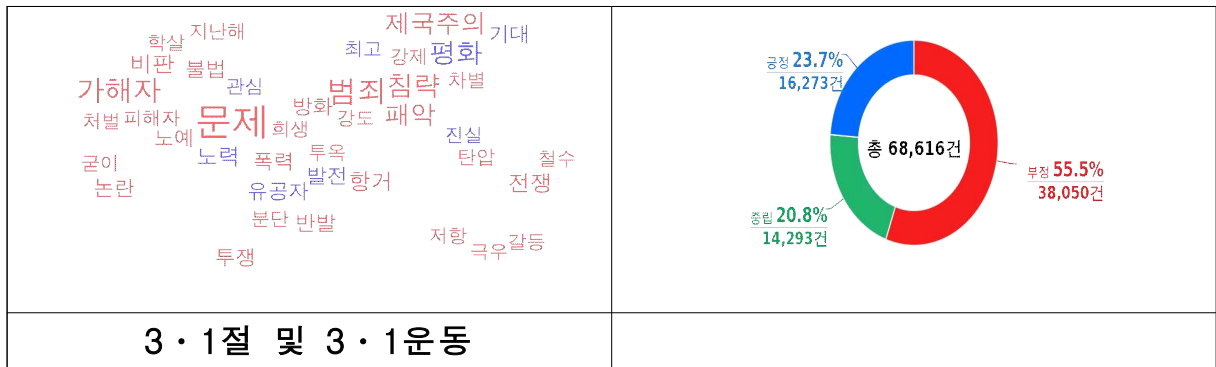 제국주의
지난해
기대
학살
최고
강제
평화
비판
불법
가해자
관심
범죄
침략
차별
방화
처벌
피해자
문제
희생
강도
패악
노예
진실
굳이
노력
폭력
투옥
탄압
철수
논란
유공자
발전
항거
전쟁
분단
반발
저항
극우
갈등
투쟁
긍정 23.7%
16,273건
총 68,616건
부정 55.5%
38,050건
중립 20.8%
14,293건
3·1절 및 3·1운동